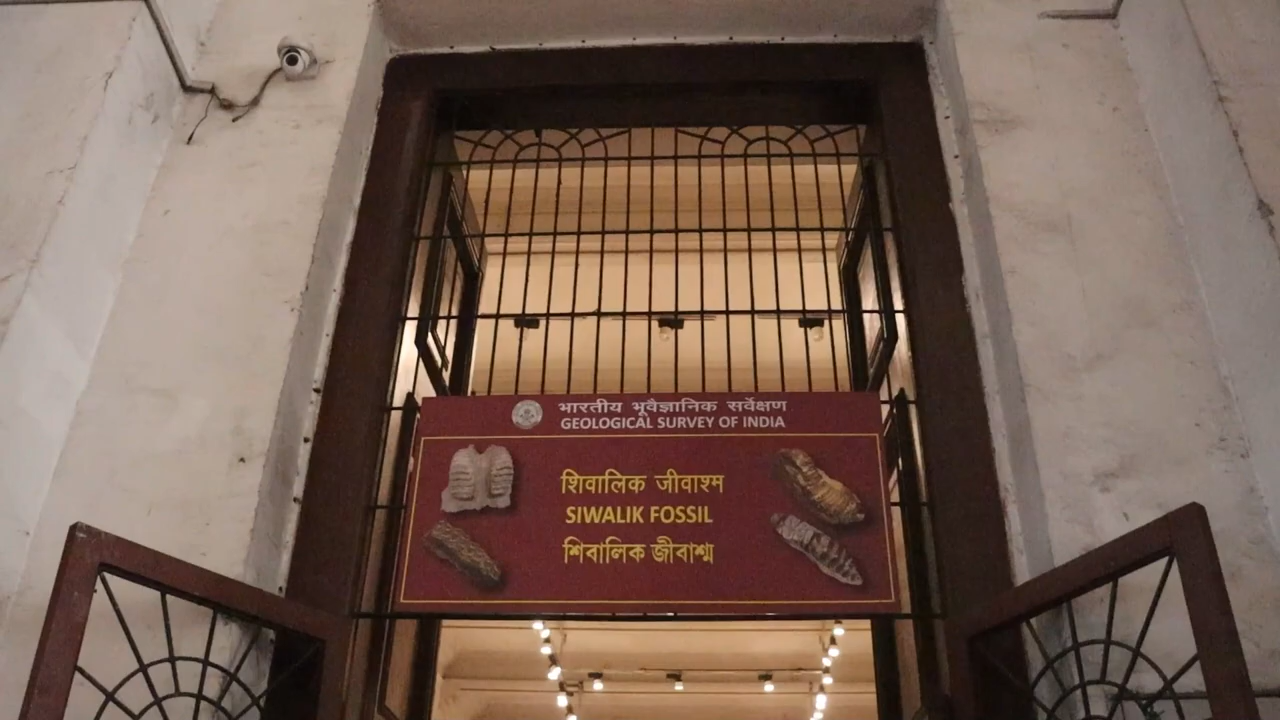 भारतीय भूवैज्ञानिक सर्वेक्षण
GEOLOGICAL SURVEY OF INDIA
शिवालिक जीवाश्म
SIWALIK FOSSIL
শিবালিক জীবাশ্ম